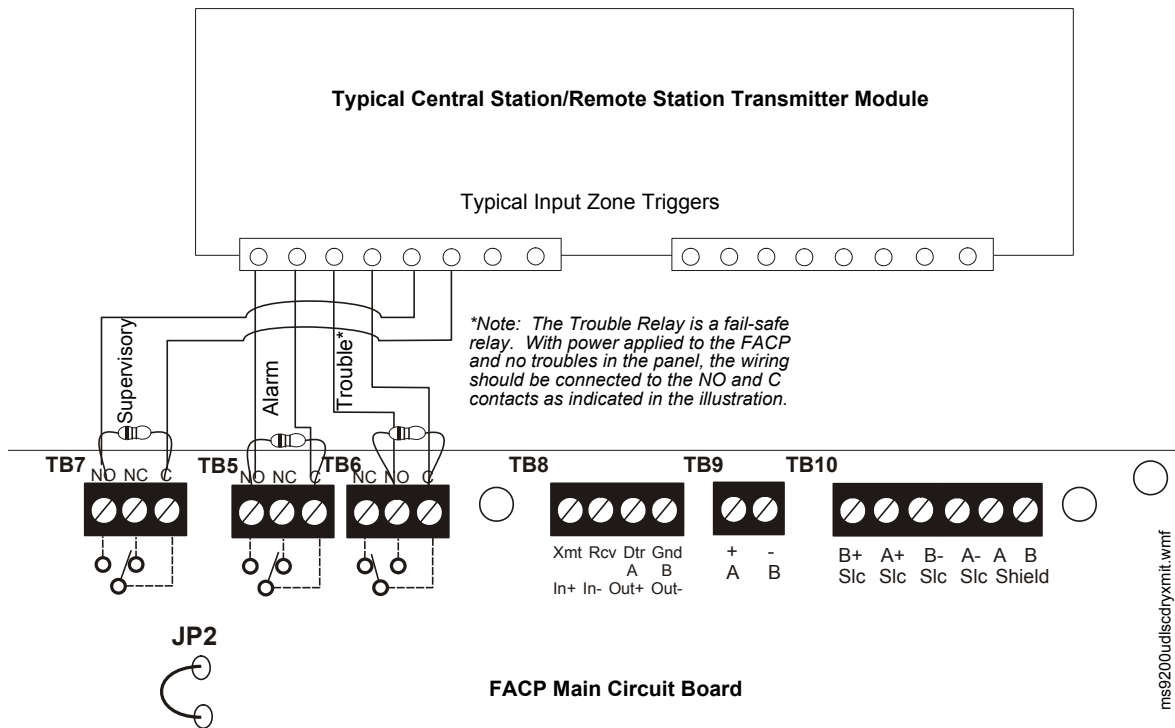 Typical Central Station/Remote Station Transmitter Module
Typical Input Zone Triggers
*Note: The Trouble Relay is a fail-safe
relay. With power applied to the FACP
and no troubles in the panel, the wiring
should be connected to the NO and C
contacts as indicated in the illustration.
Supervisory
Alarm
Trouble*
TB7
NO NC C
TB5
NO NC C
TB6
NC NO C
TB8
TB9
TB10
Xmt Rcv Dtr Gnd
A B
In+ In- Out+ Out-
+ -
A B
B+ A+ B- A- A B
Slc Slc Slc Slc Shield
JP2
FACP Main Circuit Board
ms9200udlscdryxmit.wmf